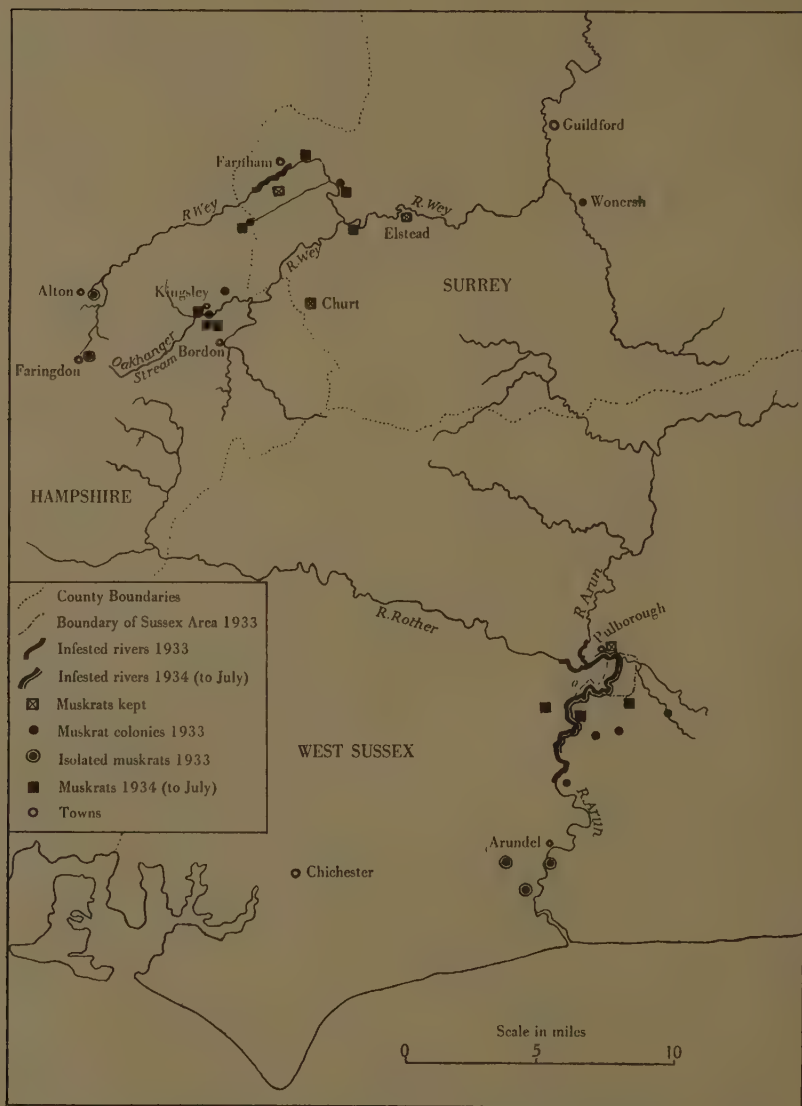 Guildford
Farnham
R.Wey
Wonersh
R.Wey
Elstead
R.Wey
SURREY
Alton
Kingsley
Churt
Bordon
Oakhanger
Stream
Faringdon
HAMPSHIRE
R.Arun
Pulborough
R.Rother
County Boundaries
Boundary of Sussex Area 1933
Infested rivers 1933
Infested rivers 1934 (to July)
Muskrats kept
Muskrat colonies 1933
Isolated muskrats 1933
Muskrats 1934 (to July)
Towns
WEST SUSSEX
R.Arun
Arundel
Chichester
Scale in miles
0 5 10